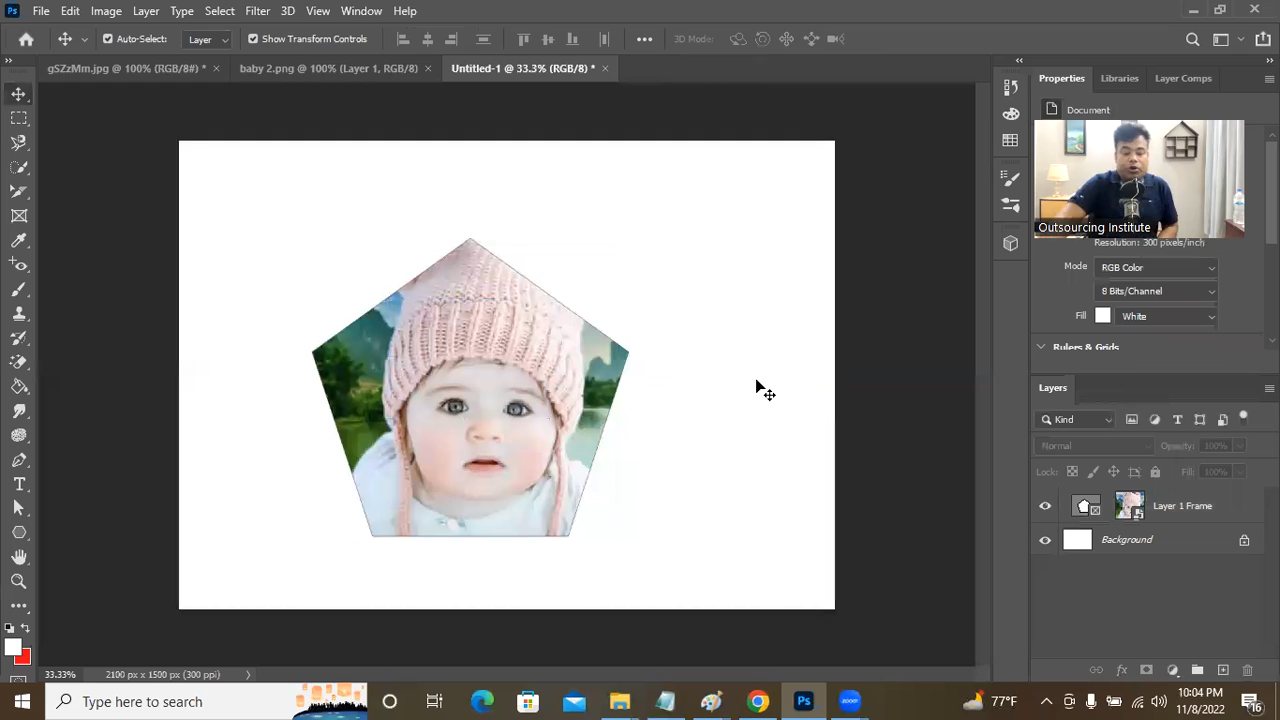 Ps File Edit Image Layer Type Select Filter 3D View Window Help
Auto-Select: Layer Show Transform Controls 3D Mode:
gSZzMm.jpg @ 100% (RGB/8#) * × baby 2.png @ 100% (Layer 1, RGB/8) × Untitled-1 @ 33.3% (RGB/8) * ×
Properties Libraries Layer Comps
Document
Outsourcing Institute
Resolution: 300 pixels/inch
Mode RGB Color
8 Bits/Channel
Fill White
Rulers & Grids
Layers
Kind
Normal Opacity: 100%
Lock: Fill: 100%
Layer 1 Frame
Background
33.33% 2100 px x 1500 px (300 ppi)
Type here to search
Ps
zoom
77°F
10:04 PM
11/8/2022
16